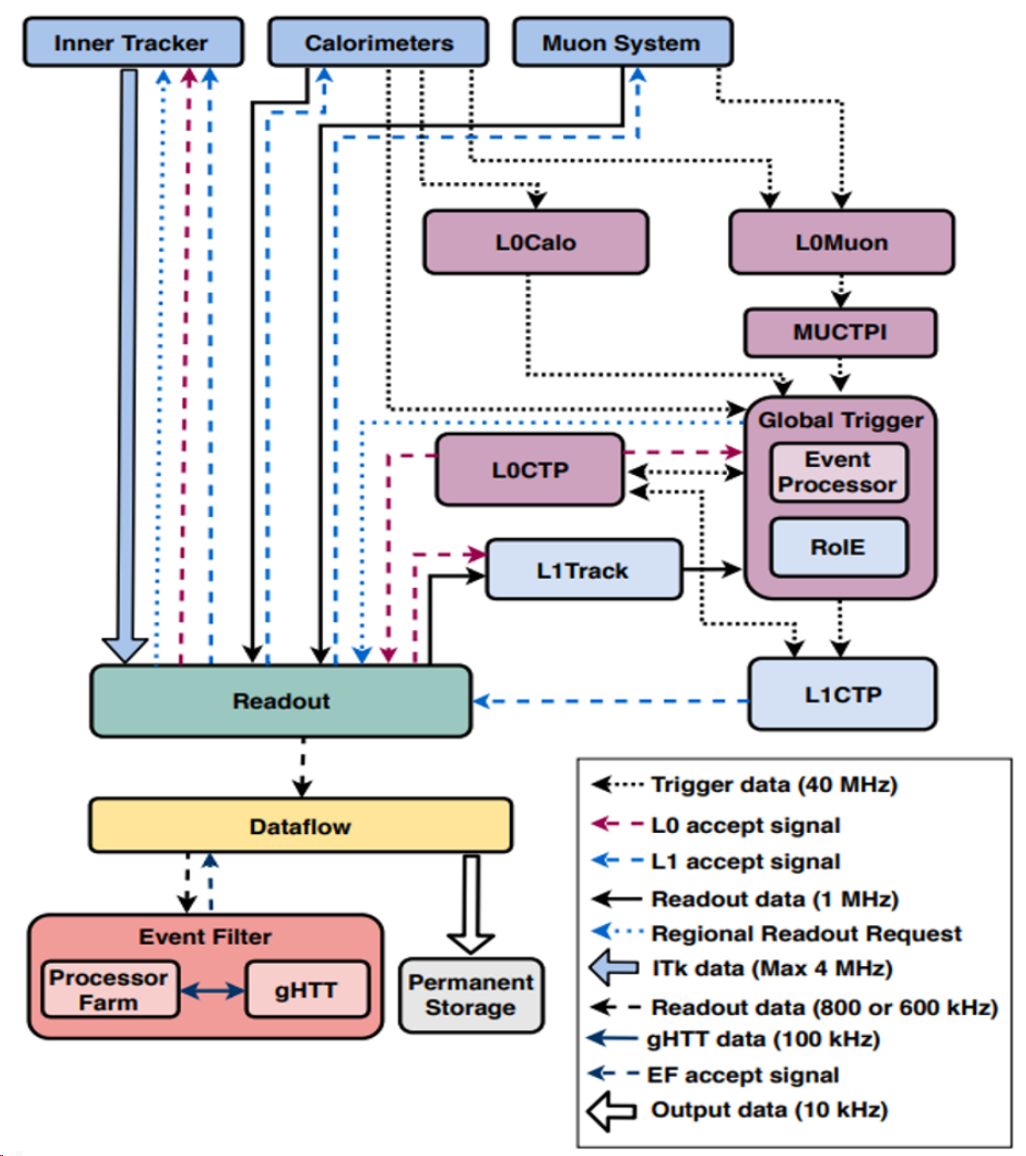 Inner Tracker
Calorimeters
Muon System
L0Calo
L0Muon
MUCTPI
Global Trigger
Event
Processor
RoIE
L0CTP
L1Track
L1CTP
Readout
Dataflow
Event Filter
Processor
Farm
gHTT
Permanent
Storage
Trigger data (40 MHz)
L0 accept signal
L1 accept signal
Readout data (1 MHz)
Regional Readout Request
ITk data (Max 4 MHz)
Readout data (800 or 600 kHz)
gHTT data (100 kHz)
EF accept signal
Output data (10 kHz)